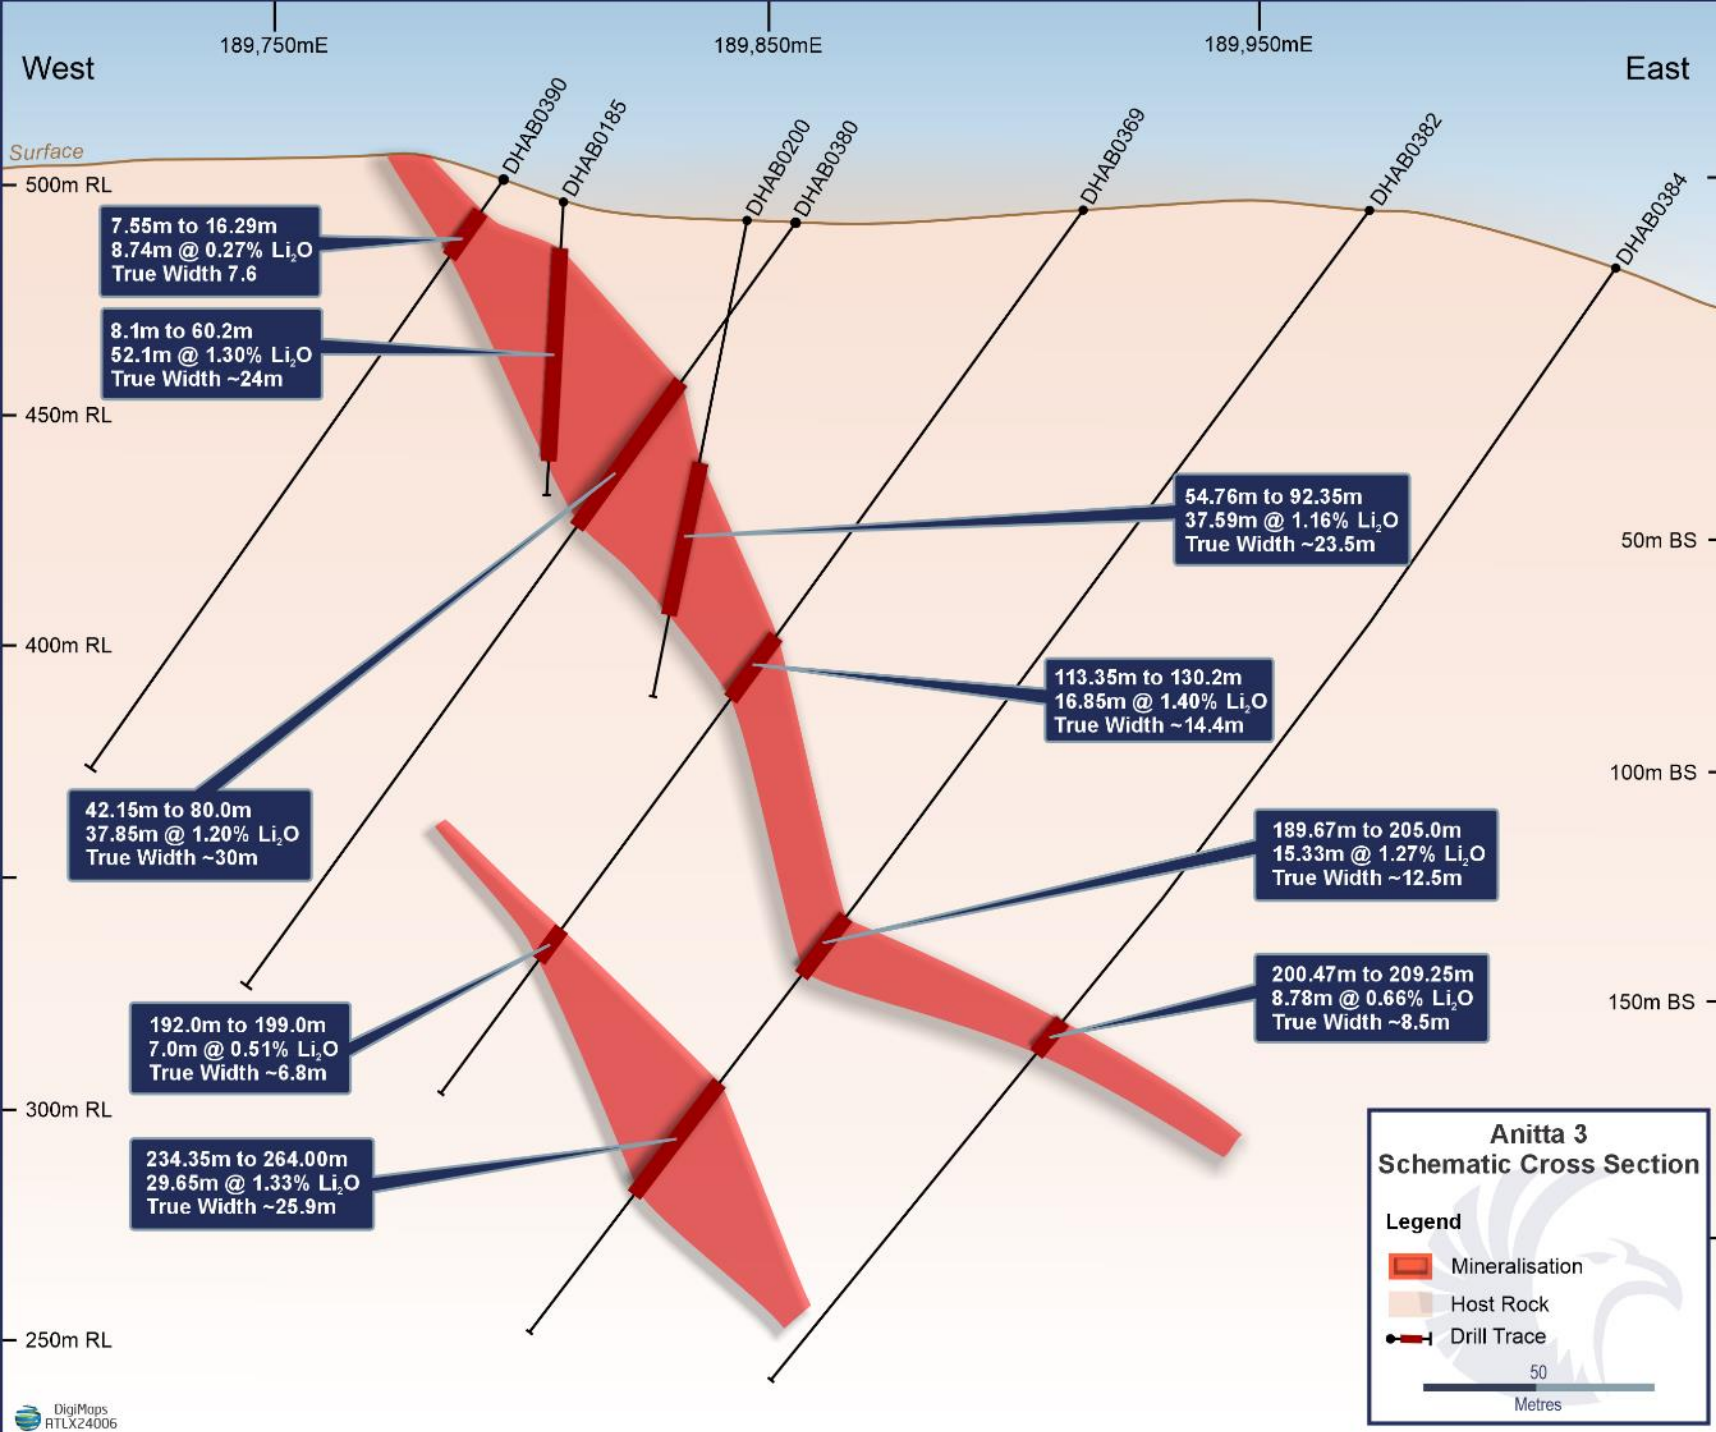 189,750mE
189,850mE
189,950mE
West
East
DHAB0390
DHAB0185
DHAB0200
DHAB0380
DHAB0369
DHAB0382
DHAB0384
Surface
500m RL
450m RL
400m RL
300m RL
250m RL
50m BS
100m BS
150m BS
7.55m to 16.29m
8.74m @ 0.27% Li₂O
True Width 7.6
8.1m to 60.2m
52.1m @ 1.30% Li₂O
True Width ~24m
54.76m to 92.35m
37.59m @ 1.16% Li₂O
True Width ~23.5m
113.35m to 130.2m
16.85m @ 1.40% Li₂O
True Width ~14.4m
42.15m to 80.0m
37.85m @ 1.20% Li₂O
True Width ~30m
189.67m to 205.0m
15.33m @ 1.27% Li₂O
True Width ~12.5m
200.47m to 209.25m
8.78m @ 0.66% Li₂O
True Width ~8.5m
192.0m to 199.0m
7.0m @ 0.51% Li₂O
True Width ~6.8m
234.35m to 264.00m
29.65m @ 1.33% Li₂O
True Width ~25.9m
Anitta 3
Schematic Cross Section
Legend
Mineralisation
Host Rock
Drill Trace
50
Metres
DigiMaps
ATLX24006